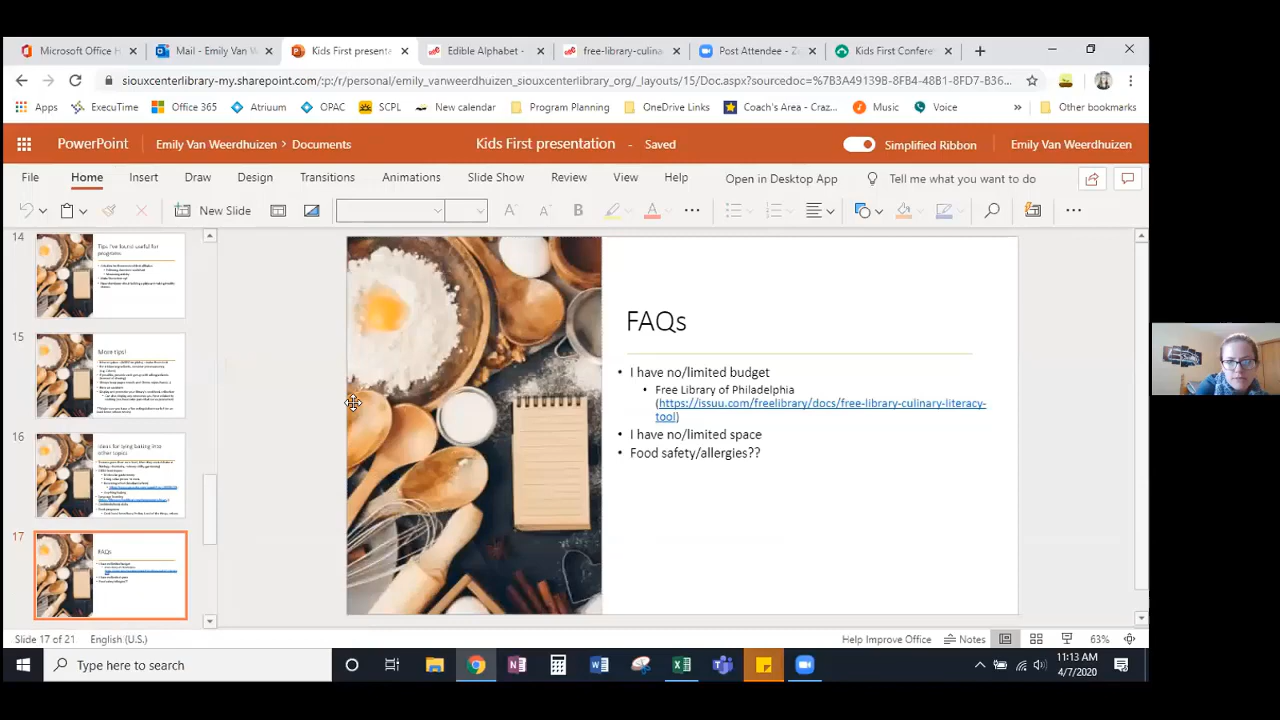 Microsoft Office H
Mail - Emily Van W
Kids First presenta
Edible Alphabet -
free-library-culina
Post Attendee - Z
Kids First Confere
siouxcenterlibrary-my.sharepoint.com/:p:/r/personal/emily_vanweerdhuizen_siouxcenterlibrary_org/_layouts/15/Doc.aspx?sourcedoc=%7B3A49139B-8FB4-48B1-8FD7-B36...
Apps
ExecuTime
Office 365
Atrium
OPAC
SCPL
New calendar
Program Planning
OneDrive Links
Coach's Area - Craz...
Music
Voice
»
Other bookmarks
PowerPoint
Emily Van Weerdhuizen > Documents
Kids First presentation - Saved
Simplified Ribbon
Emily Van Weerdhuizen
File
Home
Insert
Draw
Design
Transitions
Animations
Slide Show
Review
View
Help
Open in Desktop App
Tell me what you want to do
New Slide
14
Tips I've found useful for
programs
15
More tips!
16
Ideas for tying baking into
other topics
17
FAQs
FAQs
• I have no/limited budget
• Free Library of Philadelphia
(https://issuu.com/freelibrary/docs/free-library-culinary-literacy-
tool)
• I have no/limited space
• Food safety/allergies??
Slide 17 of 21
English (U.S.)
Help Improve Office
Notes
63%
Type here to search
11:13 AM
4/7/2020